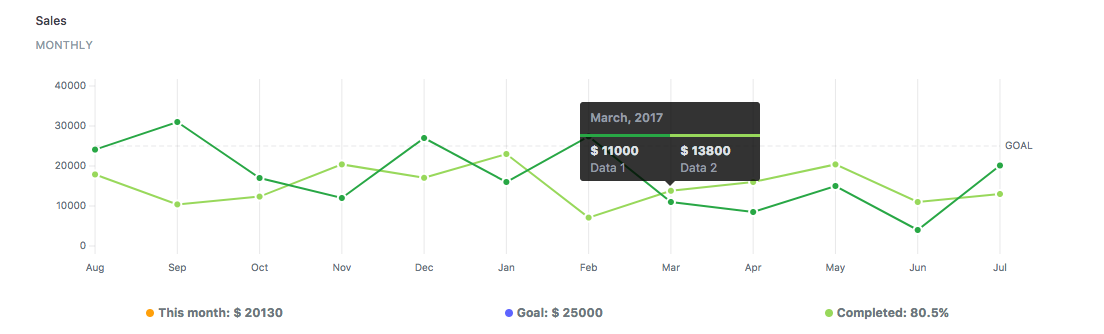 Sales
MONTHLY
40000
30000
20000
10000
0
March, 2017
$ 11000 $ 13800
Data 1 Data 2
GOAL
Aug Sep Oct Nov Dec Jan Feb Mar Apr May Jun Jul
This month: $ 20130 Goal: $ 25000 Completed: 80.5%